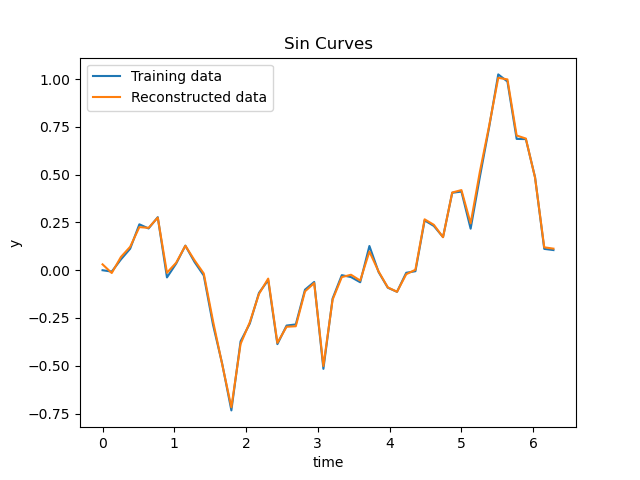 Sin Curves
Training data
Reconstructed data
1.00
0.75
0.50
0.25
0.00
−0.25
−0.50
−0.75
y
0 1 2 3 4 5 6
time